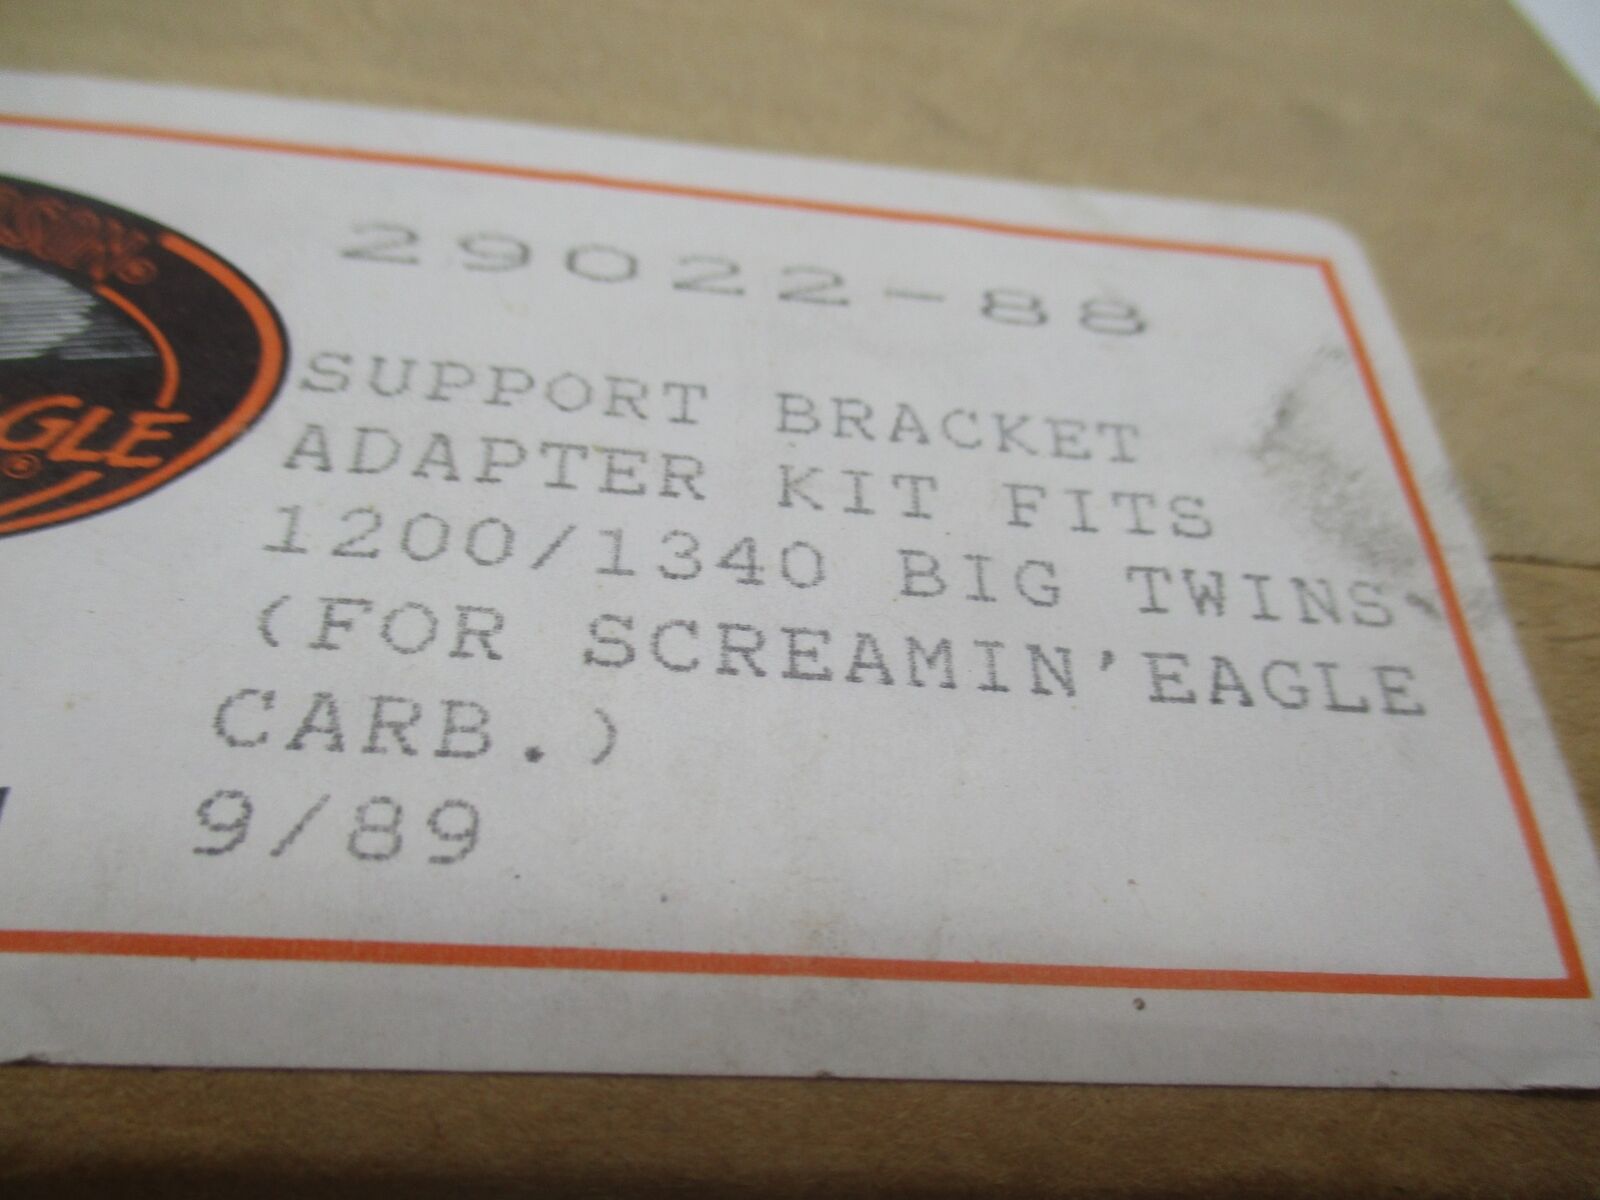 29022-88
SUPPORT BRACKET
ADAPTER KIT FITS
1200/1340 BIG TWINS
(FOR SCREAMIN'EAGLE
CARB.)
9/89